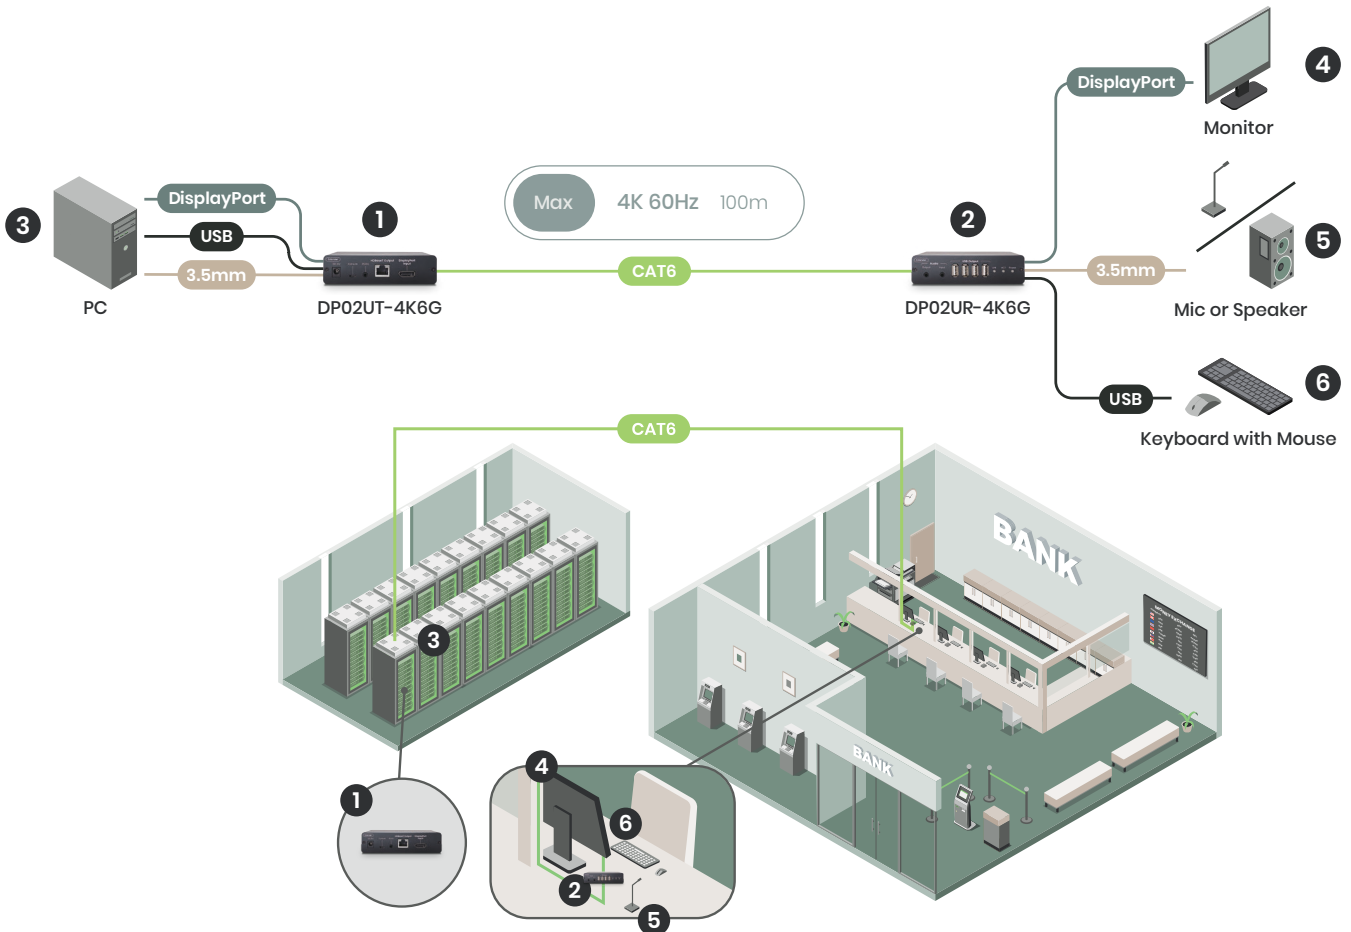 DisplayPort
4
Monitor
Max 4K 60Hz 100m
3
DisplayPort
USB
3.5mm
PC
1
DP02UT-4K6G
CAT6
2
DP02UR-4K6G
3.5mm
5
Mic or Speaker
USB
6
Keyboard with Mouse
CAT6
BANK
MONEY EXCHANGE
3
BANK
1
4
6
2
5